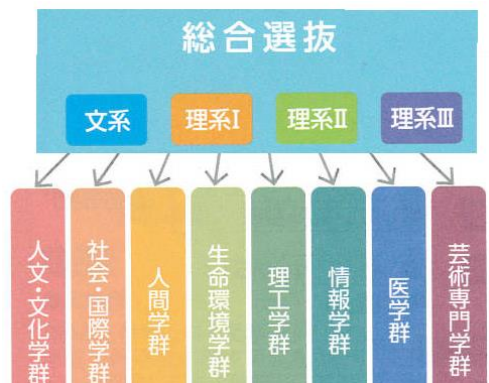 総合選抜
文系
理系Ⅰ
理系Ⅱ
理系Ⅲ
人文・文化学群
社会・国際学群
人間学群
生命環境学群
理工学群
情報学群
医学群
芸術専門学群